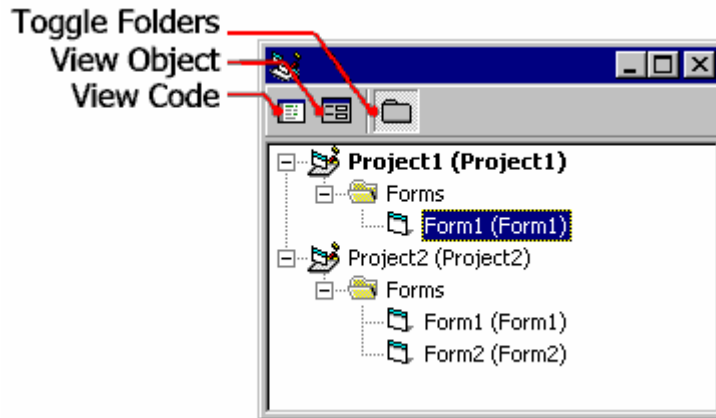 Toggle Folders
View Object
View Code
Project1 (Project1)
Forms
Form1 (Form1)
Project2 (Project2)
Forms
Form1 (Form1)
Form2 (Form2)